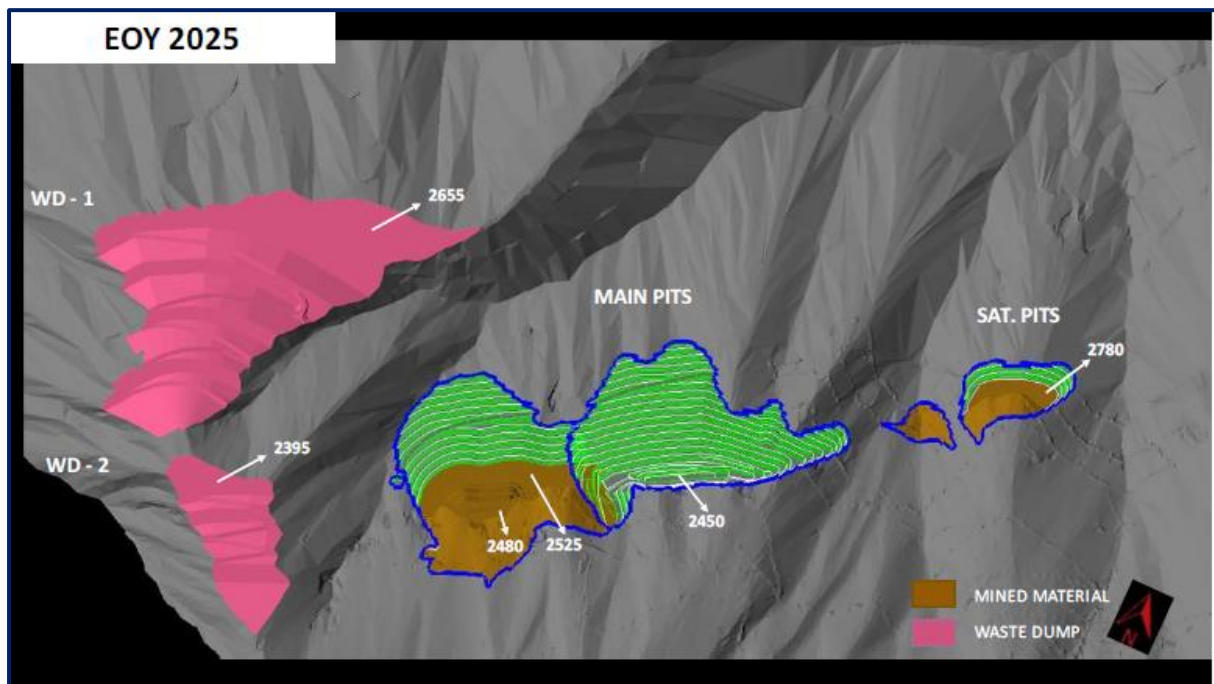 EOY 2025
WD - 1
2655
MAIN PITS
SAT. PITS
2780
2395
WD - 2
2450
2480
2525
MINED MATERIAL
WASTE DUMP
N